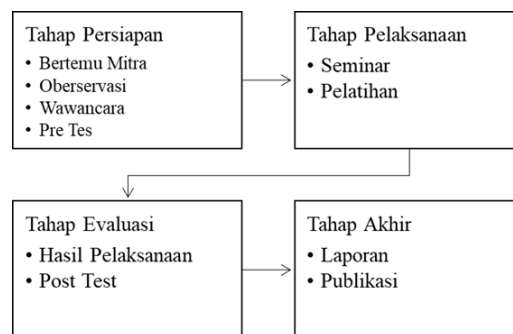 Tahap Persiapan
• Bertemu Mitra
• Oberservasi
• Wawancara
• Pre Tes
Tahap Pelaksanaan
• Seminar
• Pelatihan
Tahap Evaluasi
• Hasil Pelaksanaan
• Post Test
Tahap Akhir
• Laporan
• Publikasi